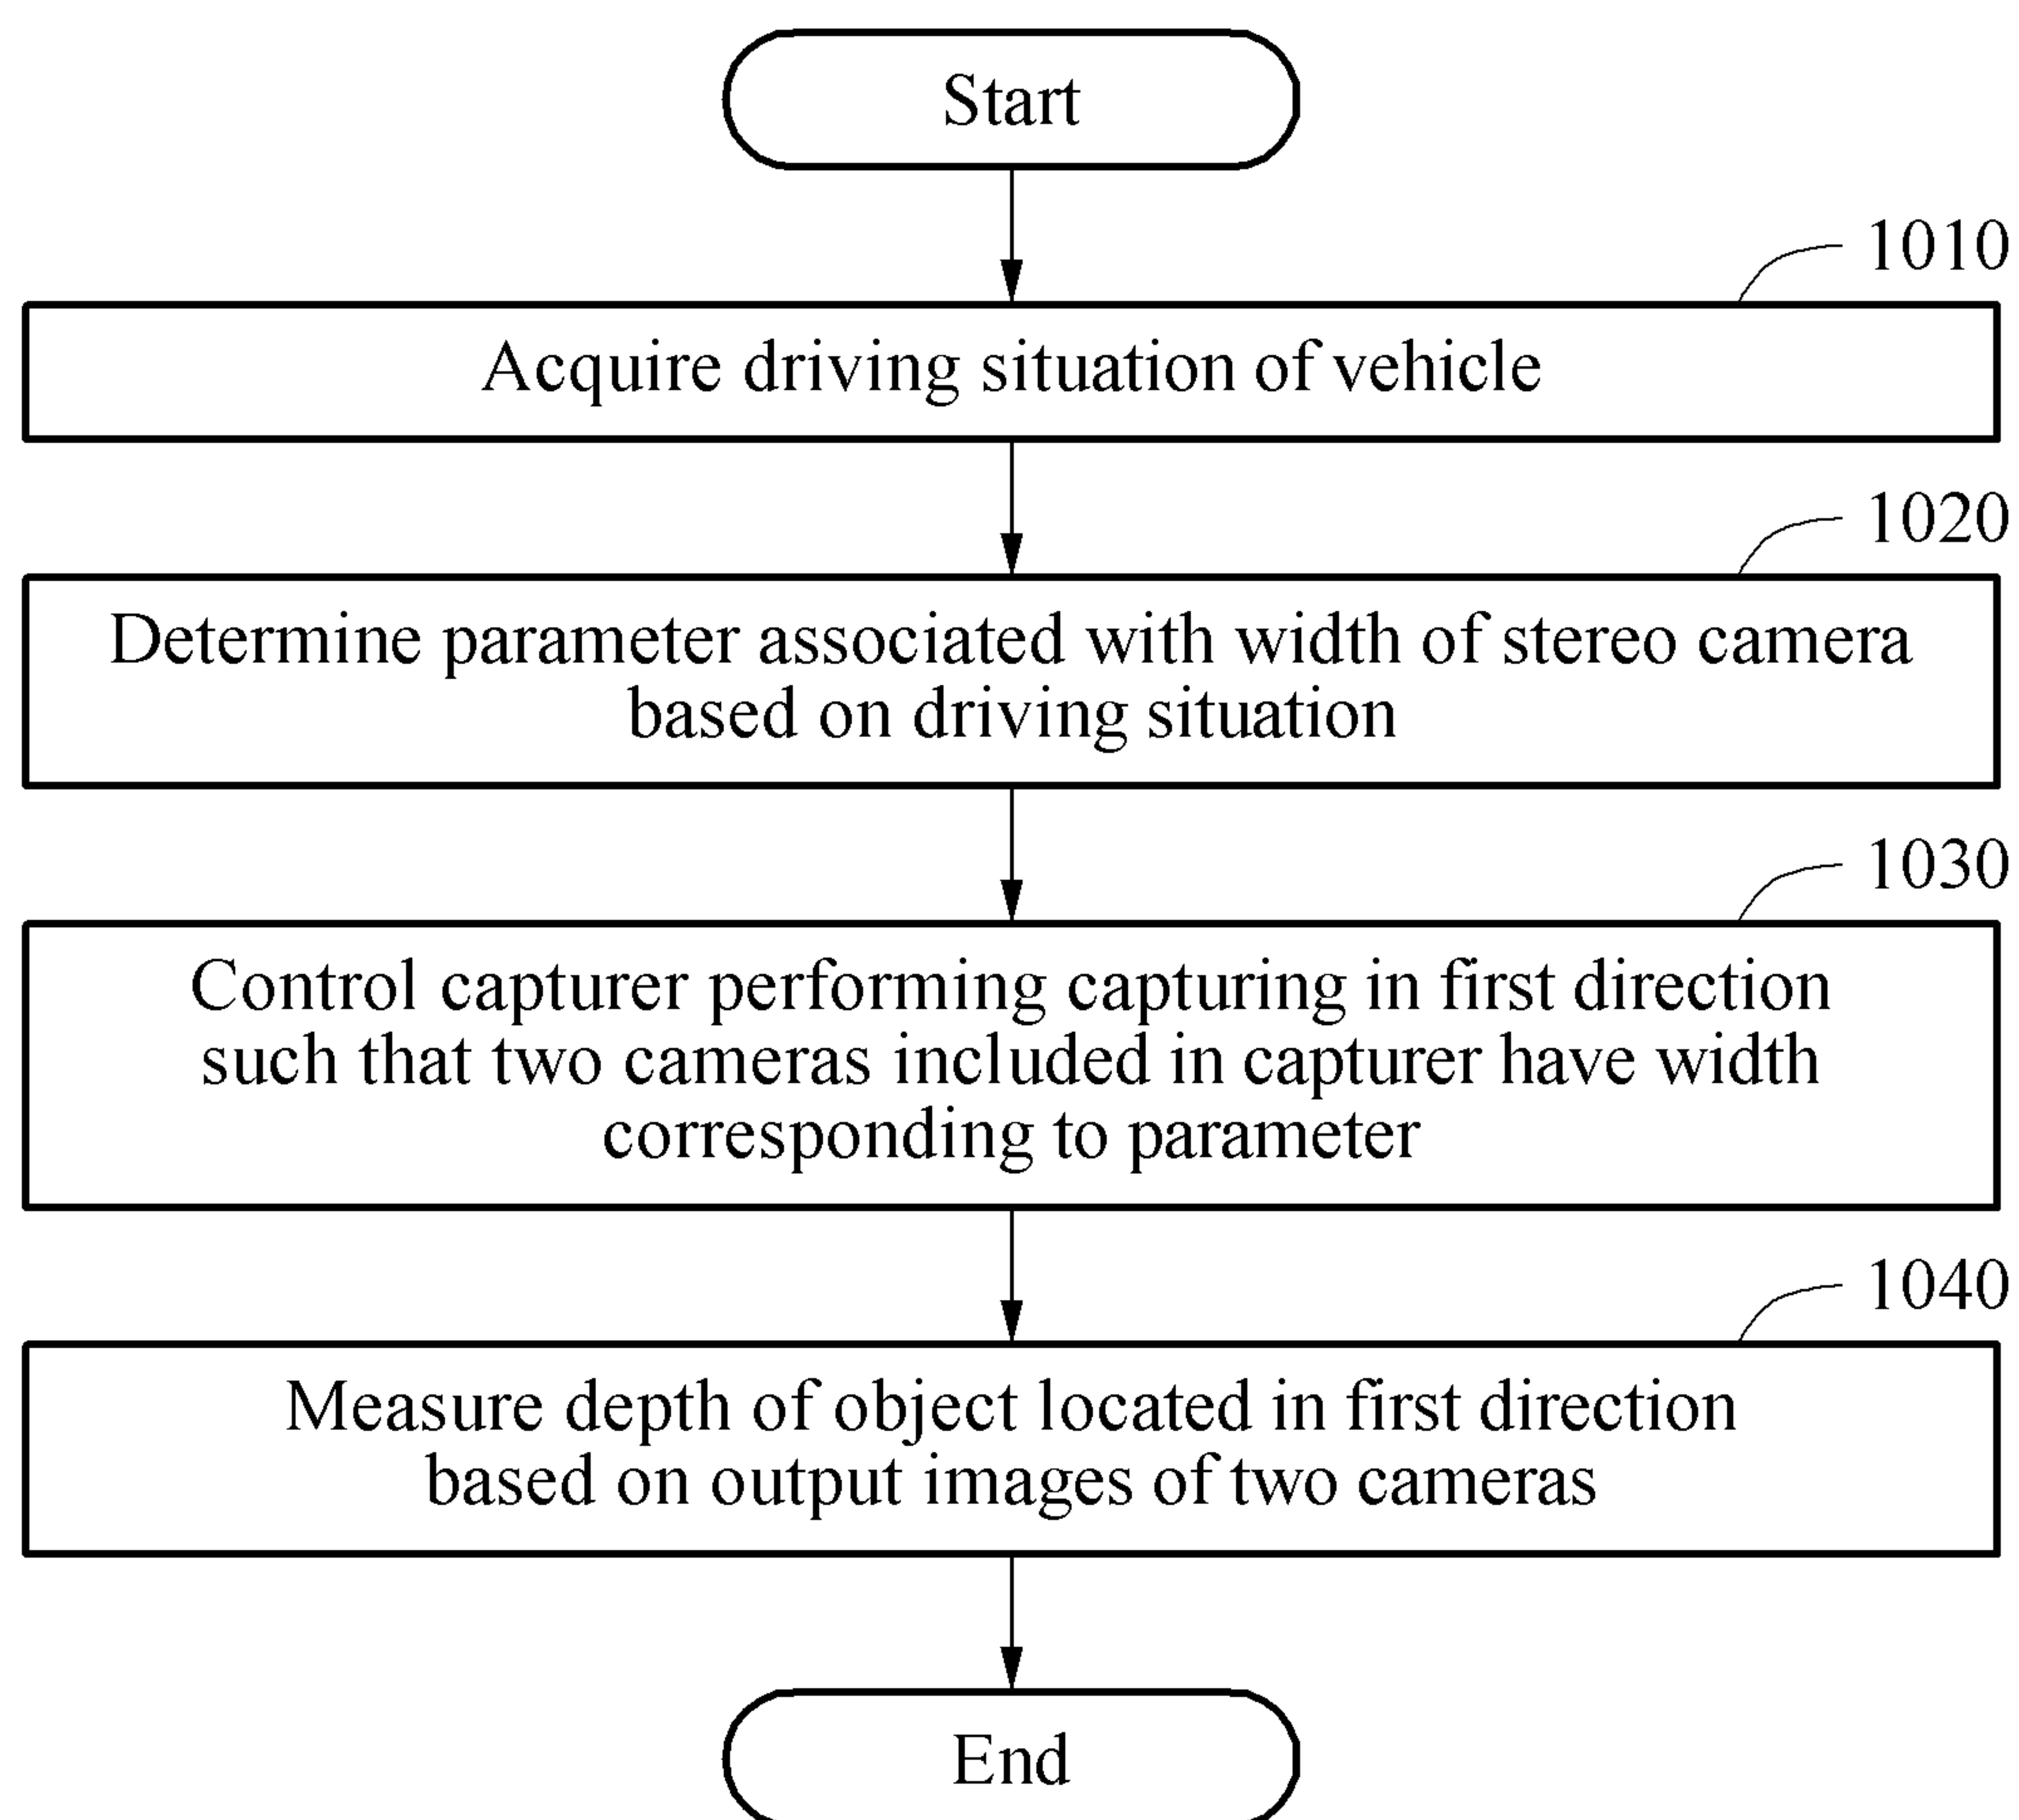 Start
1010
Acquire driving situation of vehicle
1020
Determine parameter associated with width of stereo camera
based on driving situation
1030
Control capturer performing capturing in first direction
such that two cameras included in capturer have width
corresponding to parameter
1040
Measure depth of object located in first direction
based on output images of two cameras
End